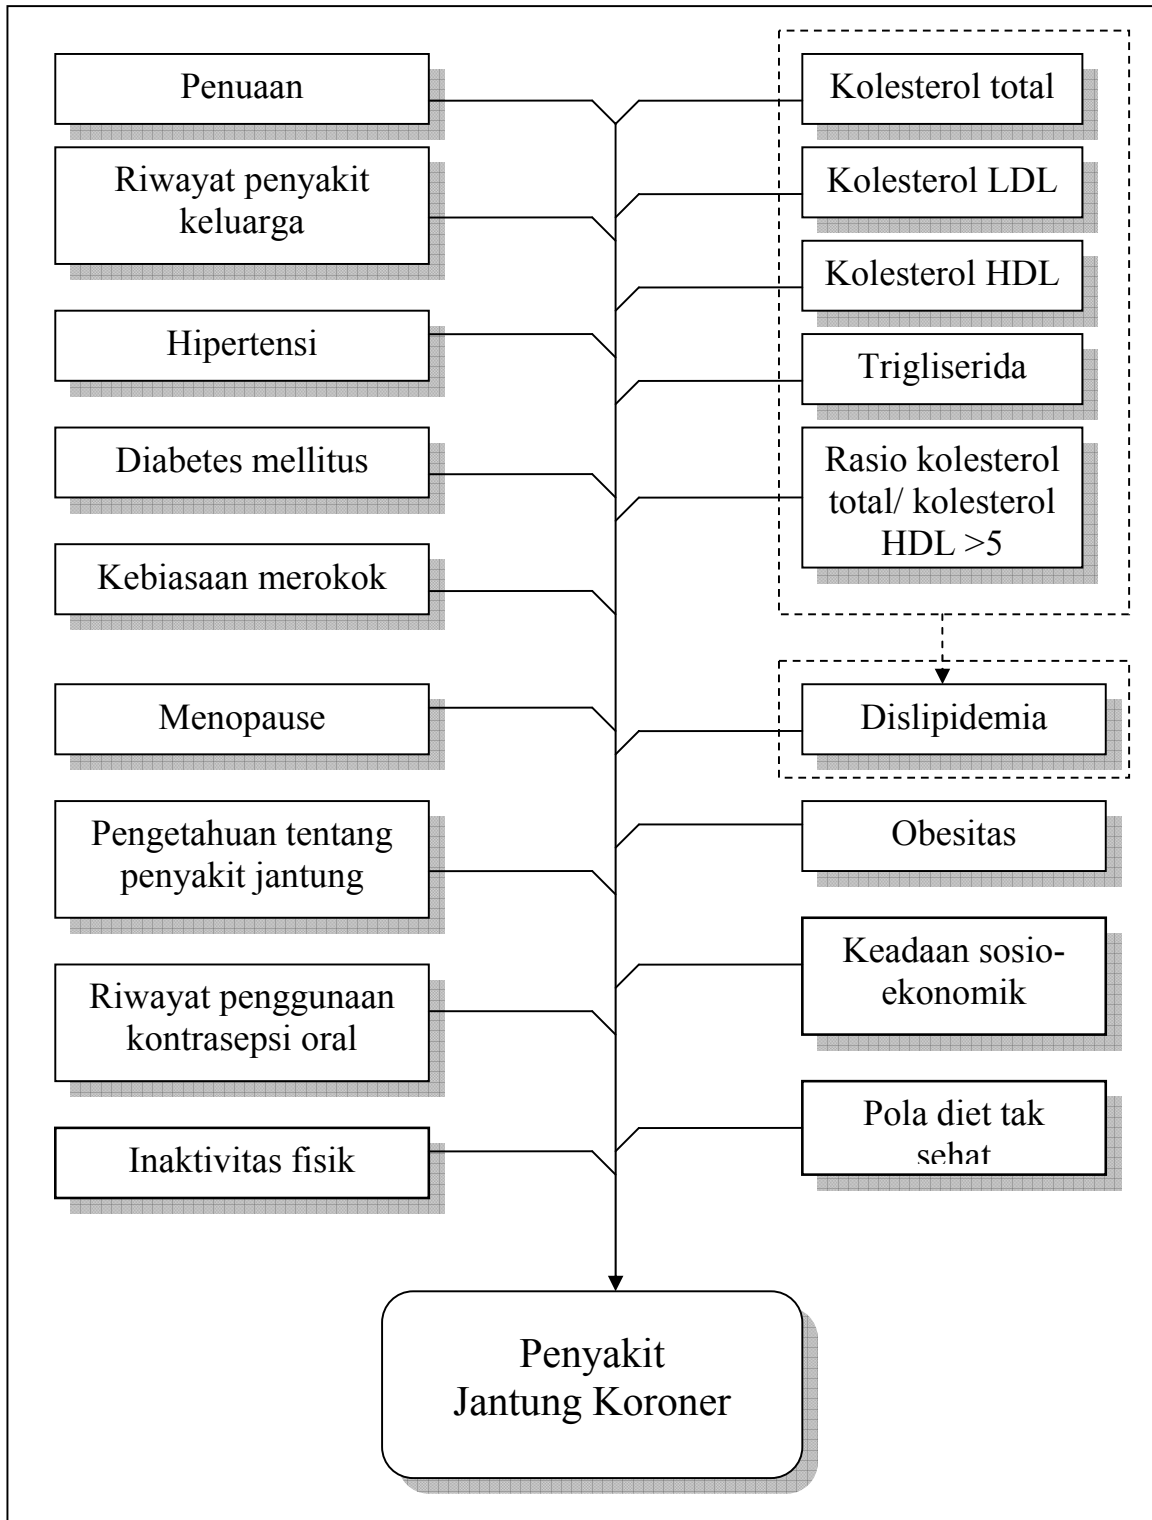 Penuaan
Riwayat penyakit
keluarga
Hipertensi
Diabetes mellitus
Kebiasaan merokok
Menopause
Pengetahuan tentang
penyakit jantung
Riwayat penggunaan
kontrasepsi oral
Inaktivitas fisik
Kolesterol total
Kolesterol LDL
Kolesterol HDL
Trigliserida
Rasio kolesterol
total/ kolesterol
HDL >5
Dislipidemia
Obesitas
Keadaan sosio-
ekonomik
Pola diet tak
sehat
Penyakit
Jantung Koroner